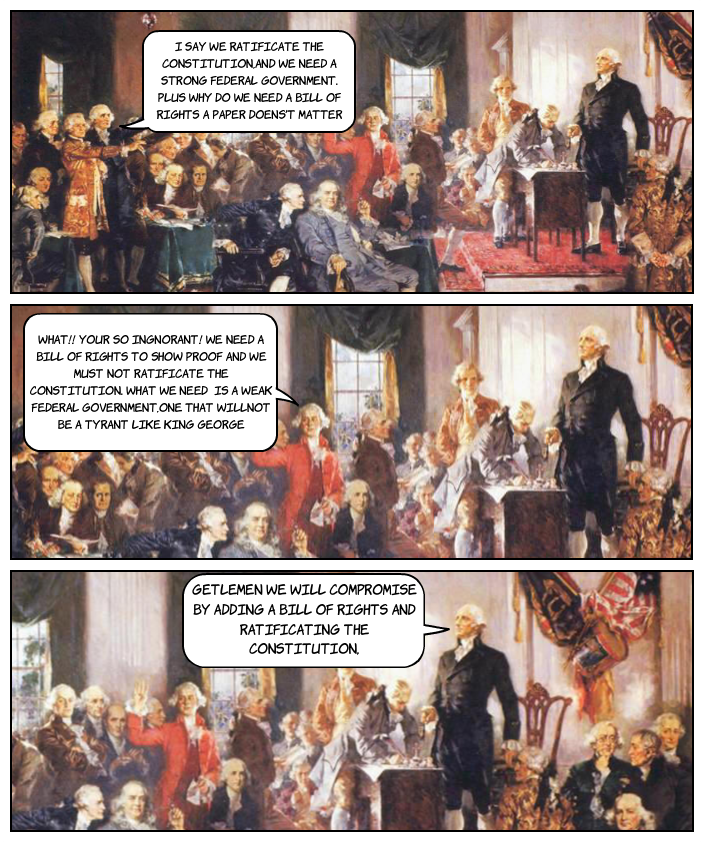 I SAY WE RATIFICATE THE
CONSTITUTION,AND WE NEED A
STRONG FEDERAL GOVERNMENT.
PLUS WHY DO WE NEED A BILL OF
RIGHTS A PAPER DOENS'T MATTER
WHAT!! YOUR SO INGNORANT! WE NEED A
BILL OF RIGHTS TO SHOW PROOF AND WE
MUST NOT RATIFICATE THE
CONSTITUTION. WHAT WE NEED IS A WEAK
FEDERAL GOVERNMENT,ONE THAT WILLNOT
BE A TYRANT LIKE KING GEORGE
GETLEMEN WE WILL COMPROMISE
BY ADDING A BILL OF RIGHTS AND
RATIFICATING THE
CONSTITUTION.